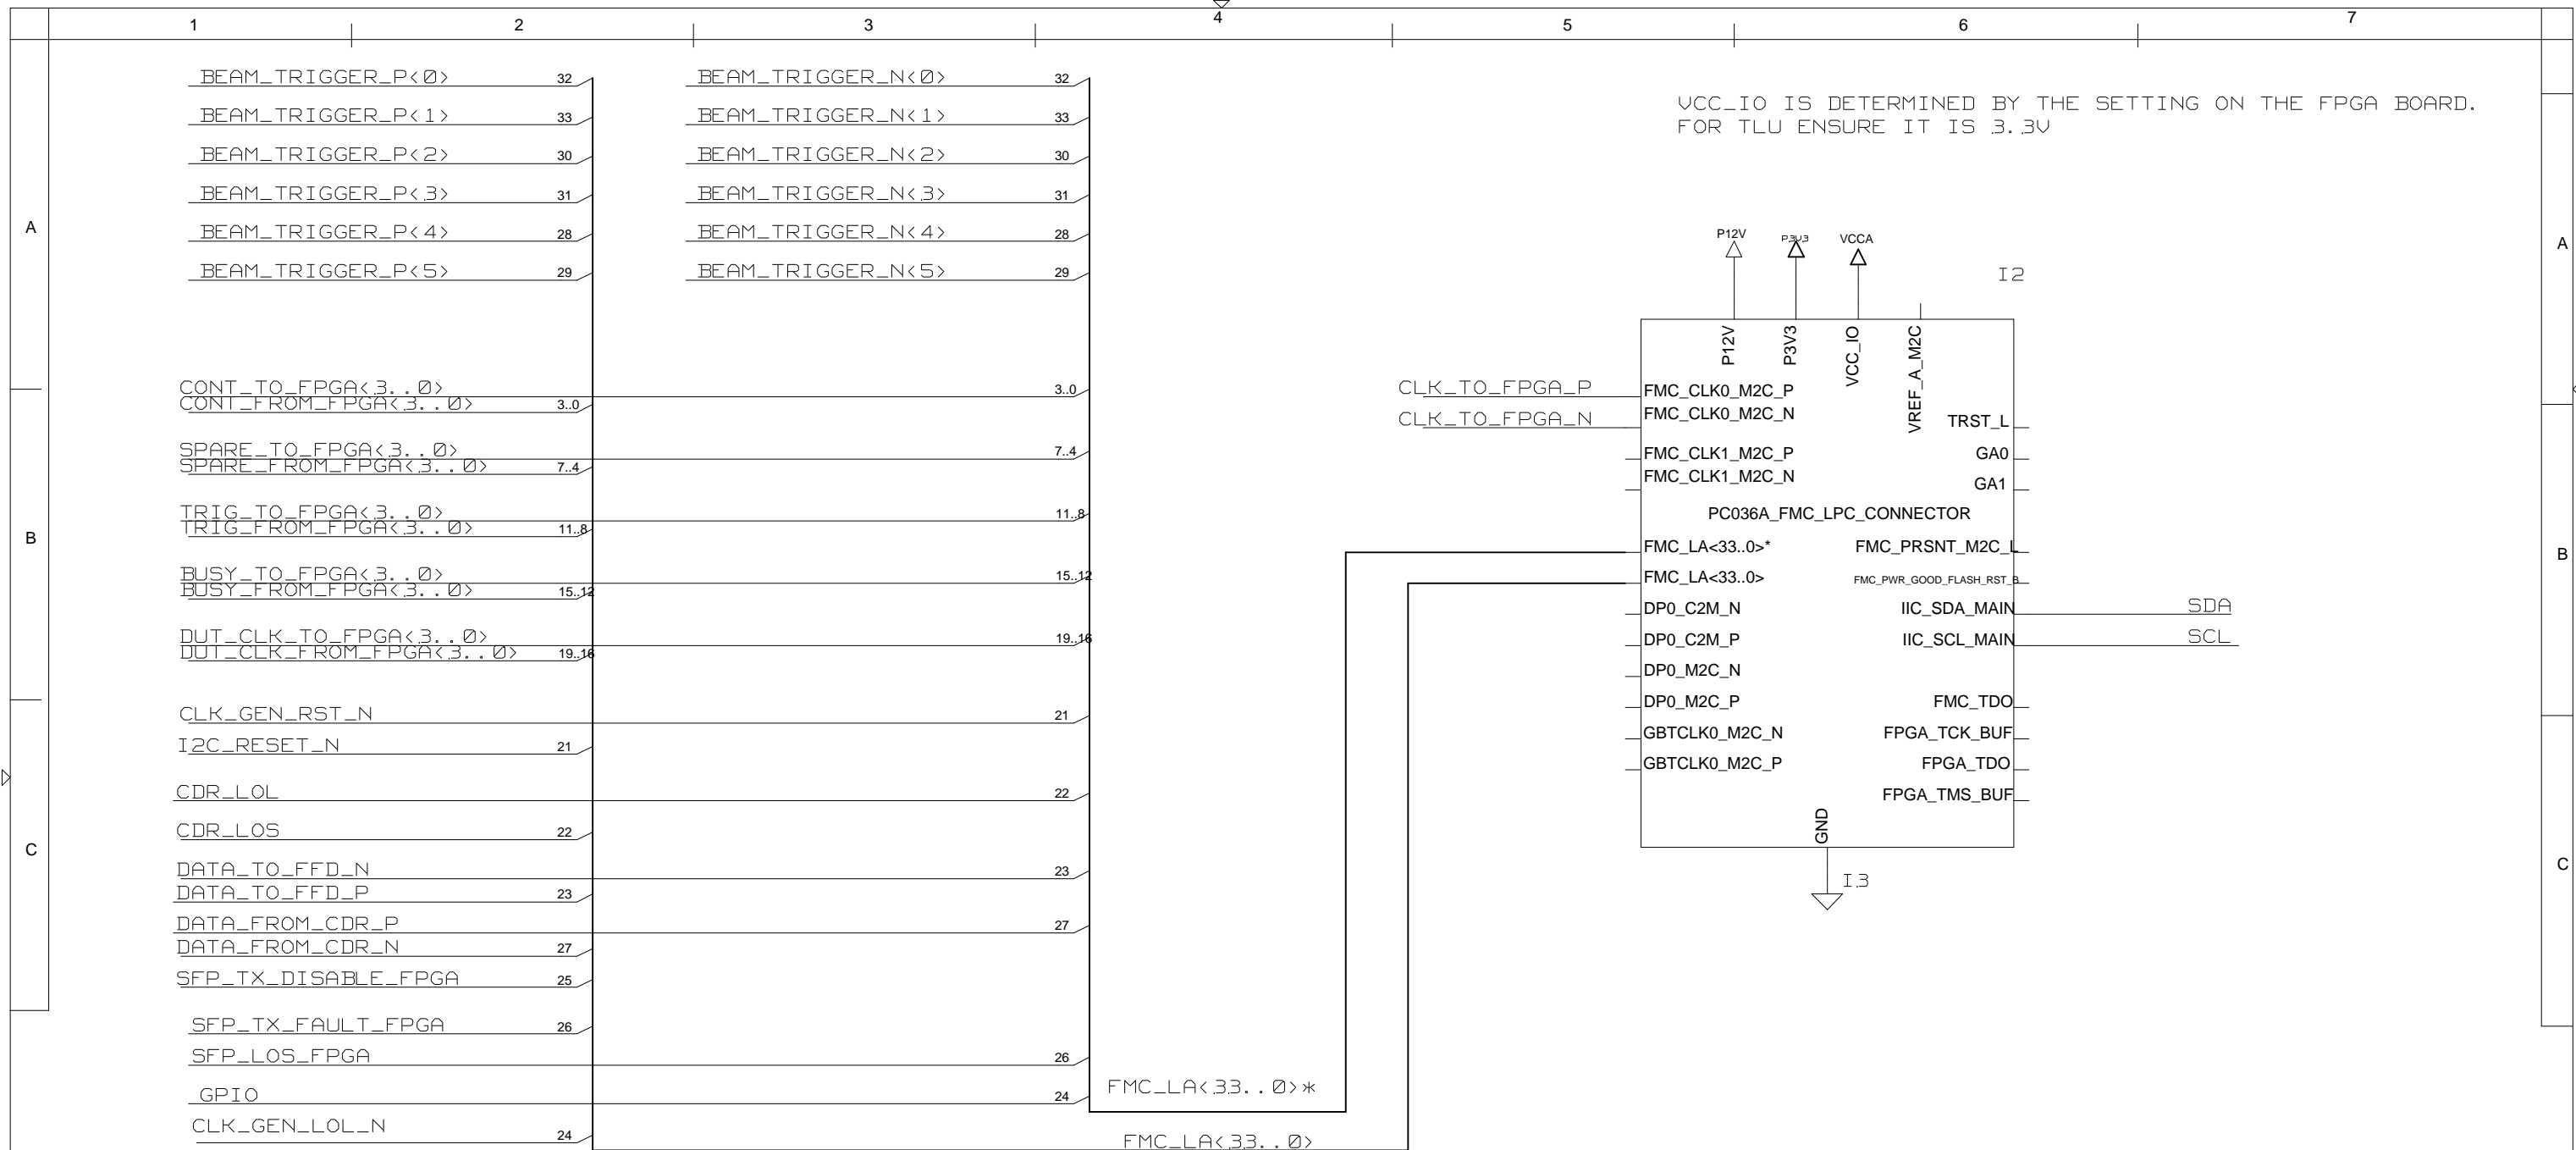 1 2 3 4 5 6 7
BEAM_TRIGGER_P<0> 32 BEAM_TRIGGER_N<0> 32
VCC_IO IS DETERMINED BY THE SETTING ON THE FPGA BOARD.
FOR TLU ENSURE IT IS 3.3V
BEAM_TRIGGER_P<1> 33 BEAM_TRIGGER_N<1> 33
BEAM_TRIGGER_P<2> 30 BEAM_TRIGGER_N<2> 30
BEAM_TRIGGER_P<3> 31 BEAM_TRIGGER_N<3> 31
A BEAM_TRIGGER_P<4> 28 BEAM_TRIGGER_N<4> 28 A
BEAM_TRIGGER_P<5> 29 BEAM_TRIGGER_N<5> 29
CONT_TO_FPGA<3..0> 3..0
CONT_FROM_FPGA<3..0> 3..0
SPARE_TO_FPGA<3..0> 7..4
SPARE_FROM_FPGA<3..0> 7..4
TRIG_TO_FPGA<3..0> 11..8
TRIG_FROM_FPGA<3..0> 11..8
B B
BUSY_TO_FPGA<3..0> 15..12
BUSY_FROM_FPGA<3..0> 15..12
DUT_CLK_TO_FPGA<3..0> 19..16
DUT_CLK_FROM_FPGA<3..0> 19..16
CLK_GEN_RST_N 21
I2C_RESET_N 21
CDR_LOL 22
CDR_LOS 22
C C
DATA_TO_FFD_N 23
DATA_TO_FFD_P 23
DATA_FROM_CDR_P 27
DATA_FROM_CDR_N 27
SFP_TX_DISABLE_FPGA 25
SFP_TX_FAULT_FPGA 26
SFP_LOS_FPGA 26
GPIO 24
CLK_GEN_LOL_N 24
FMC_LA<33..0>*
FMC_LA<33..0>
P12V P3V3 VCCA
I2
P12V P3V3 VCC_IO VREF_A_M2C
CLK_TO_FPGA_P FMC_CLK0_M2C_P
CLK_TO_FPGA_N FMC_CLK0_M2C_N TRST_L
FMC_CLK1_M2C_P GA0
FMC_CLK1_M2C_N GA1
PC036A_FMC_LPC_CONNECTOR
FMC_LA<33..0>* FMC_PRSNT_M2C_L
FMC_LA<33..0> FMC_PWR_GOOD_FLASH_RST_B
DP0_C2M_N IIC_SDA_MAIN SDA
DP0_C2M_P IIC_SCL_MAIN SCL
DP0_M2C_N
DP0_M2C_P FMC_TDO
GBTCLK0_M2C_N FPGA_TCK_BUF
GBTCLK0_M2C_P FPGA_TDO
FPGA_TMS_BUF
GND
I3